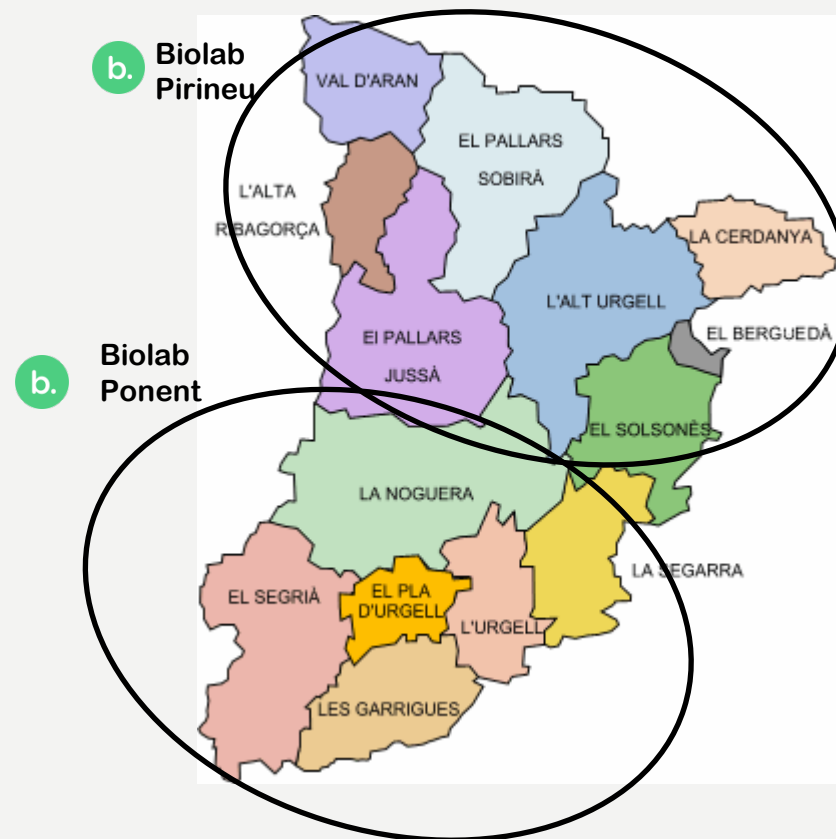 b.
Biolab
Pirineu
VAL D'ARAN
EL PALLARS
SOBIRÀ
L'ALTA
RIBAGORÇA
LA CERDANYA
L'ALT URGELL
EL BERGUEDÀ
El PALLARS
JUSSÀ
b.
Biolab
Ponent
EL SOLSONÈS
LA NOGUERA
LA SEGARRA
EL SEGRIÀ
EL PLA
D'URGELL
L'URGELL
LES GARRIGUES